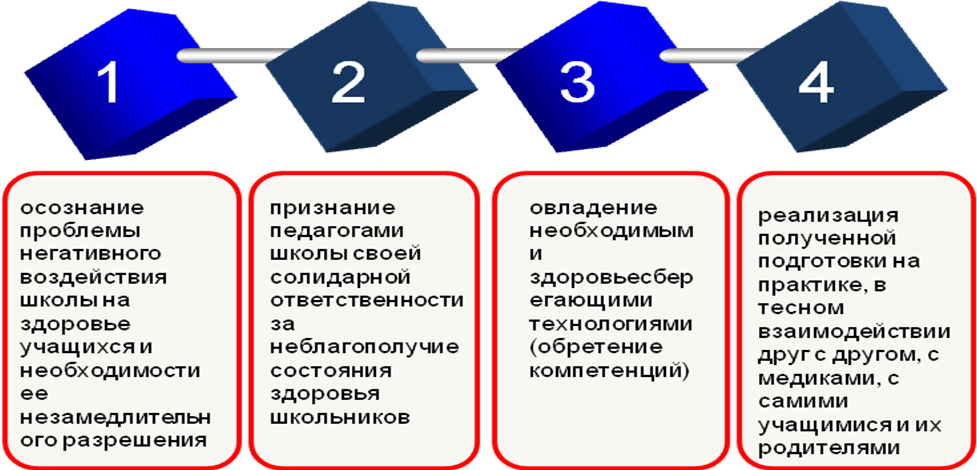 1
2
3
4
осознание
проблемы
негативного
воздействия
школы на
здоровье
учащихся и
необходимости
ее
незамедлительн
ого разрешения
признание
педагогами
школы своей
солидарной
ответственности
за
неблагополучие
состояния
здоровья
школьников
овладение
необходимым
и
здоровьесбер
егающими
технологиями
(обретение
компетенций)
реализация
полученной
подготовки на
практике, в
тесном
взаимодействии
друг с другом, с
медиками, с
самими
учащимися и их
родителями